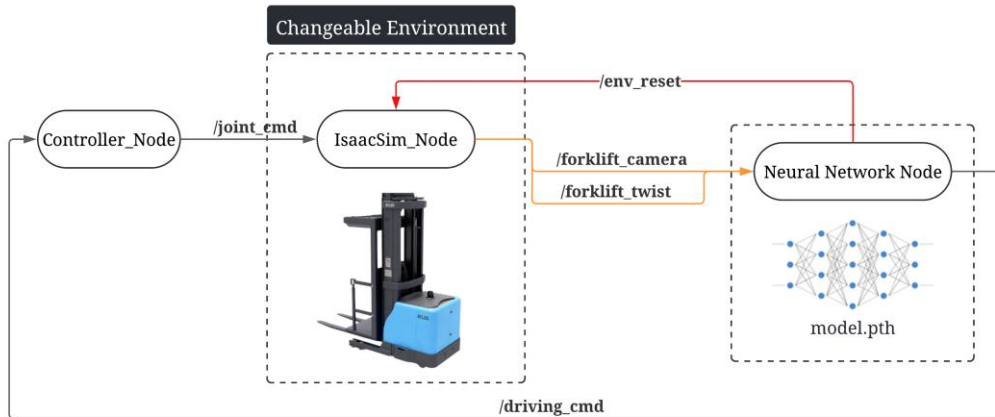 Changeable Environment
/env_reset
Controller_Node
/joint_cmd
IsaacSim_Node
/forklift_camera
/forklift_twist
Neural Network Node
model.pth
/driving_cmd